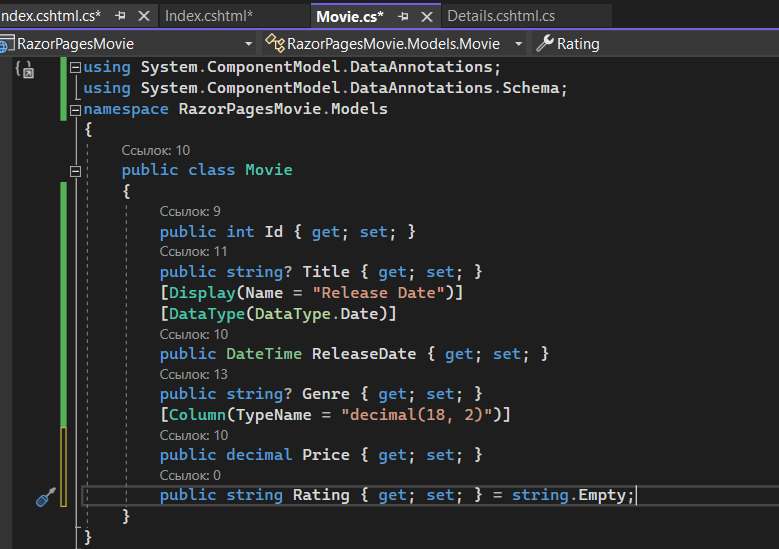 ndex.cshtml.cs* Index.cshtml* Movie.cs* Details.cshtml.cs
RazorPagesMovie RazorPagesMovie.Models.Movie Rating
using System.ComponentModel.DataAnnotations;
using System.ComponentModel.DataAnnotations.Schema;
namespace RazorPagesMovie.Models
{
Ссылок: 10
public class Movie
{
Ссылок: 9
public int Id { get; set; }
Ссылок: 11
public string? Title { get; set; }
[Display(Name = "Release Date")]
[DataType(DataType.Date)]
Ссылок: 10
public DateTime ReleaseDate { get; set; }
Ссылок: 13
public string? Genre { get; set; }
[Column(TypeName = "decimal(18, 2)")]
Ссылок: 10
public decimal Price { get; set; }
Ссылок: 0
public string Rating { get; set; } = string.Empty;
}
}